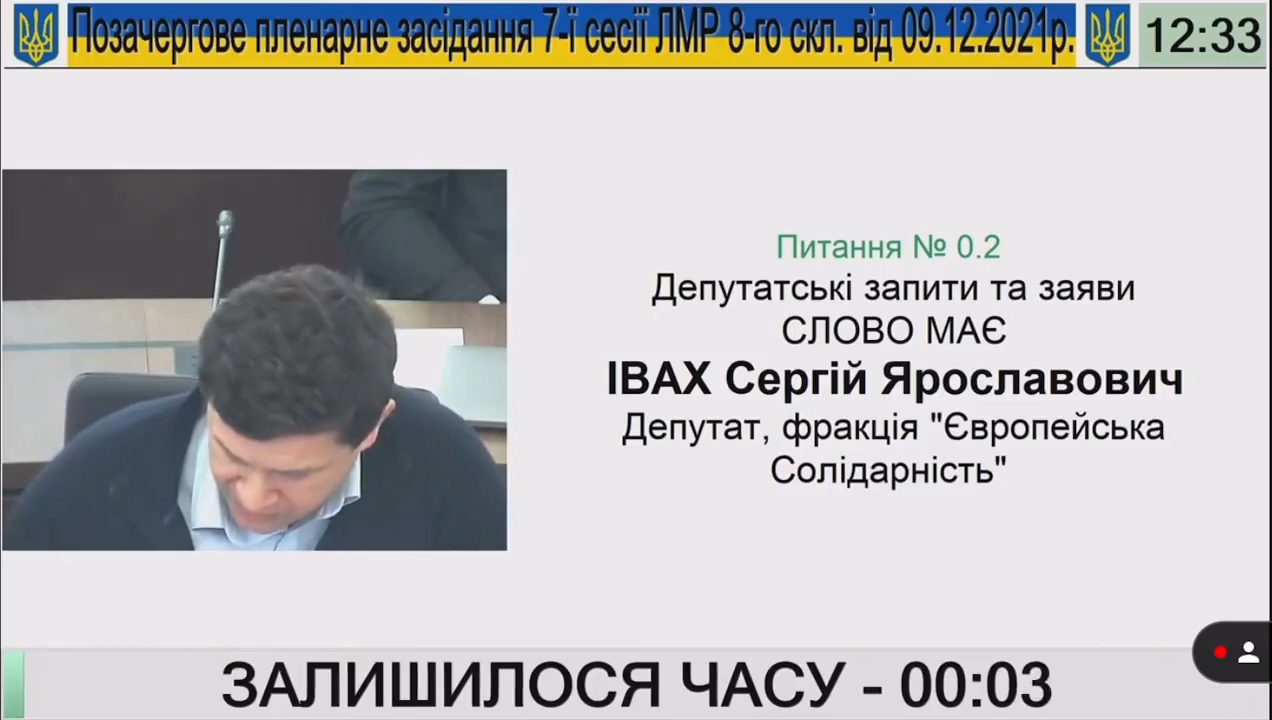 Позачергове пленарне засідання 7-ї сесії ЛМР 8-го скл. від 09.12.2021р.
12:33
Питання № 0.2
Депутатські запити та заяви
СЛОВО МАЄ
ІВАХ Сергій Ярославович
Депутат, фракція "Європейська
Солідарність"
ЗАЛИШИЛОСЯ ЧАСУ - 00:03